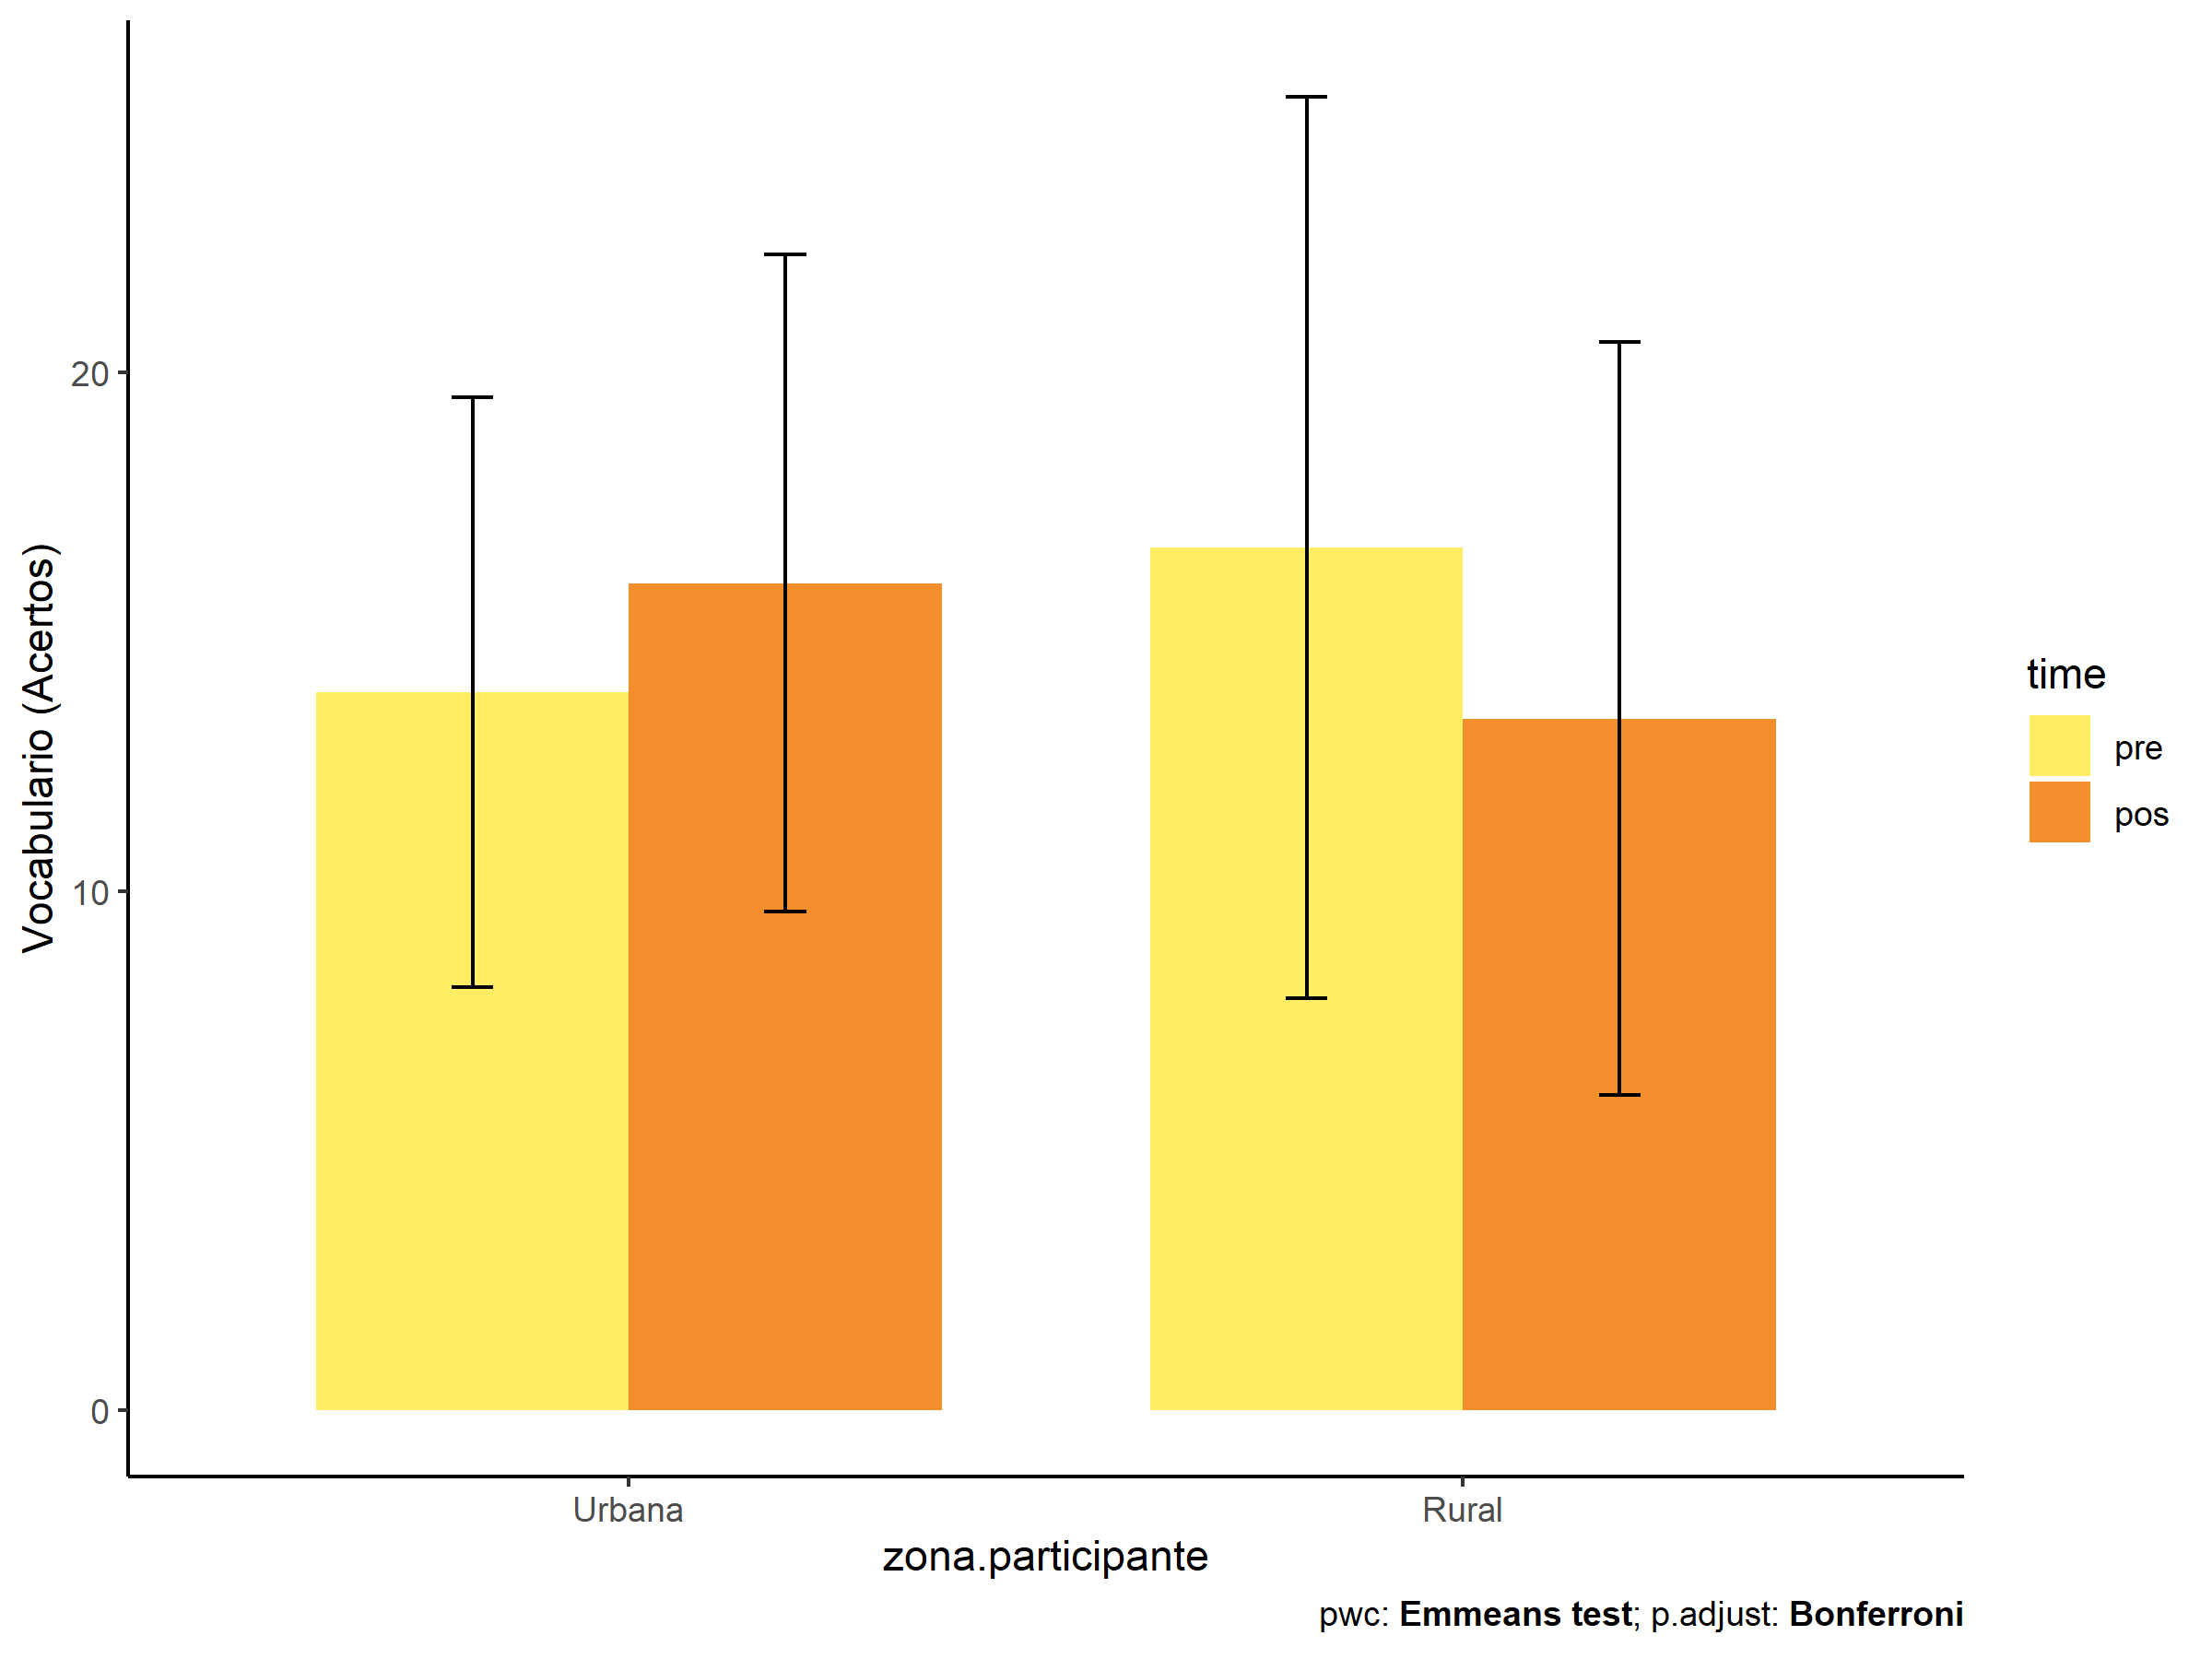 Vocabulario (Acertos)
20
10
0
Urbana
Rural
zona.participante
time
pre
pos
pwc: Emmeans test; p.adjust: Bonferroni